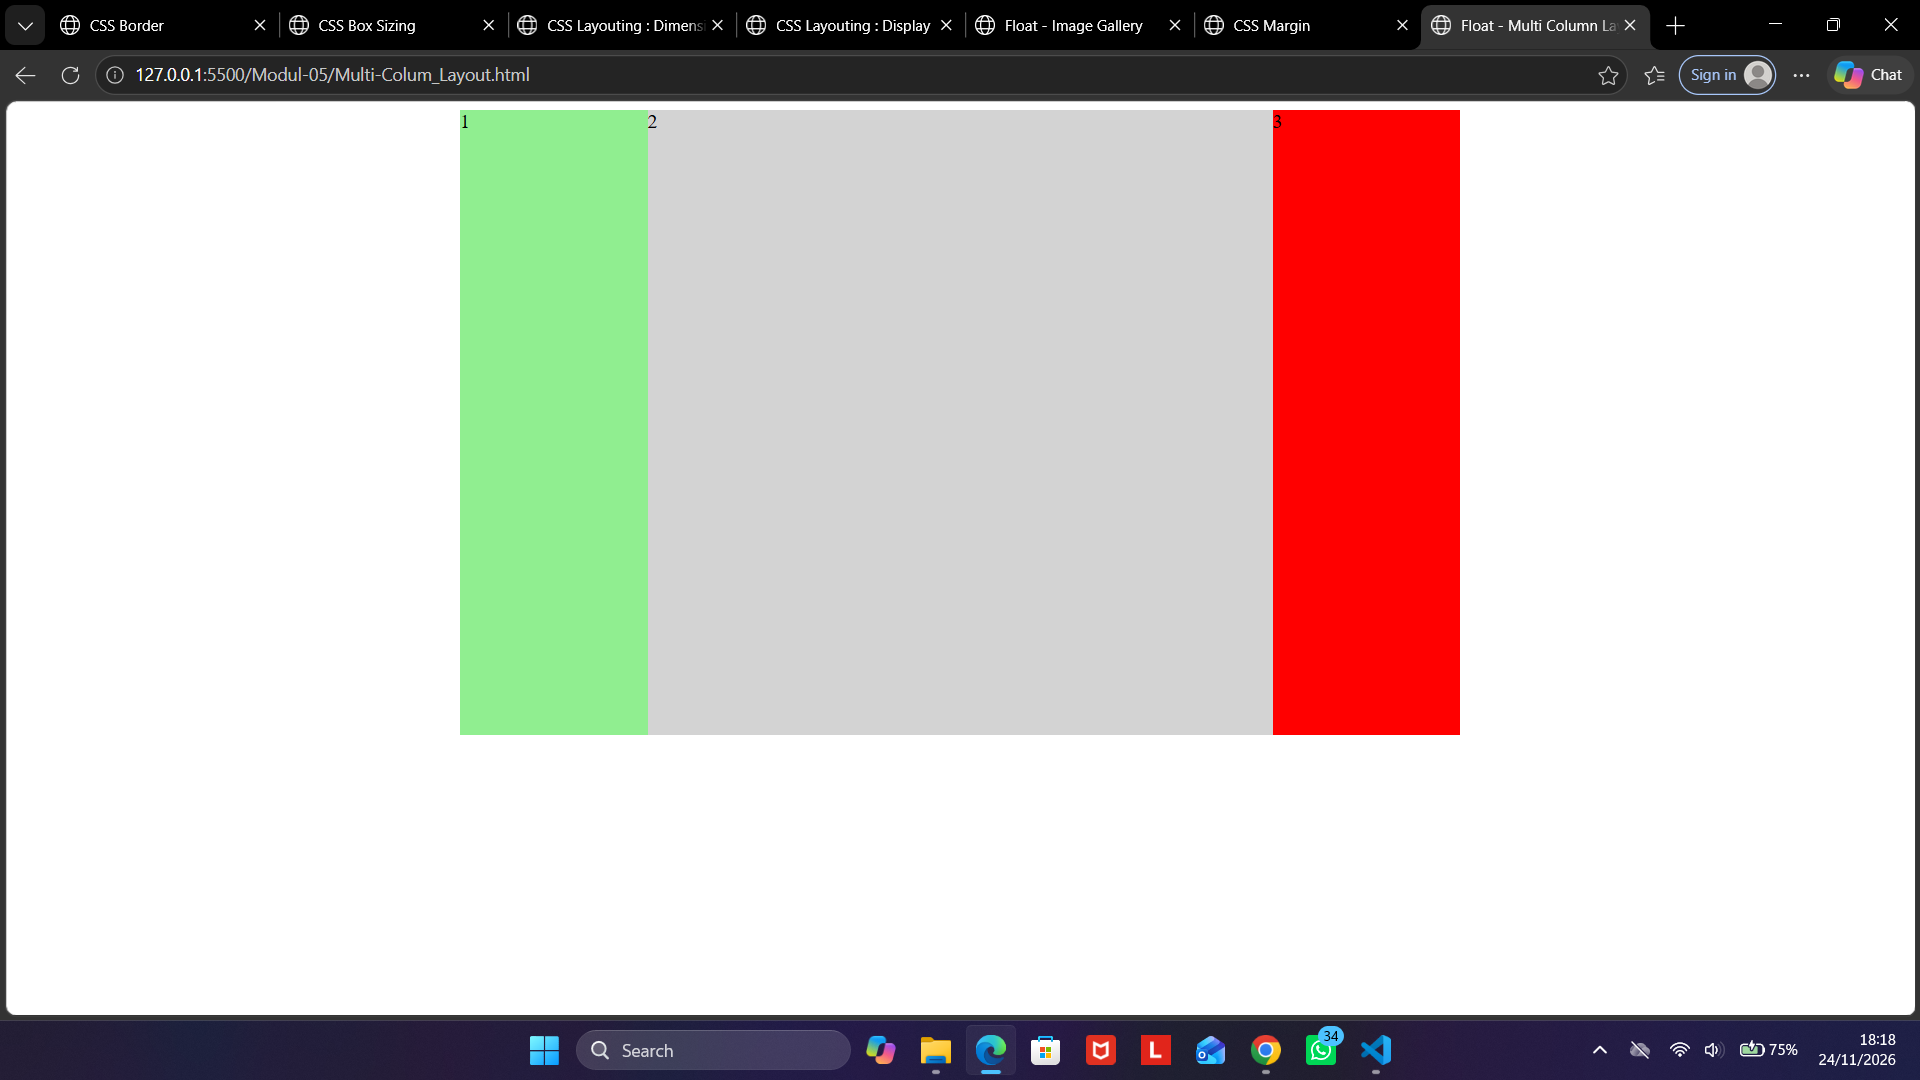 CSS Border
CSS Box Sizing
CSS Layouting : Dimensi
CSS Layouting : Display
Float - Image Gallery
CSS Margin
Float - Multi Column La
127.0.0.1:5500/Modul-05/Multi-Colum_Layout.html
Sign in
Chat
1
2
3
Search
L
34
75%
18:18
24/11/2026